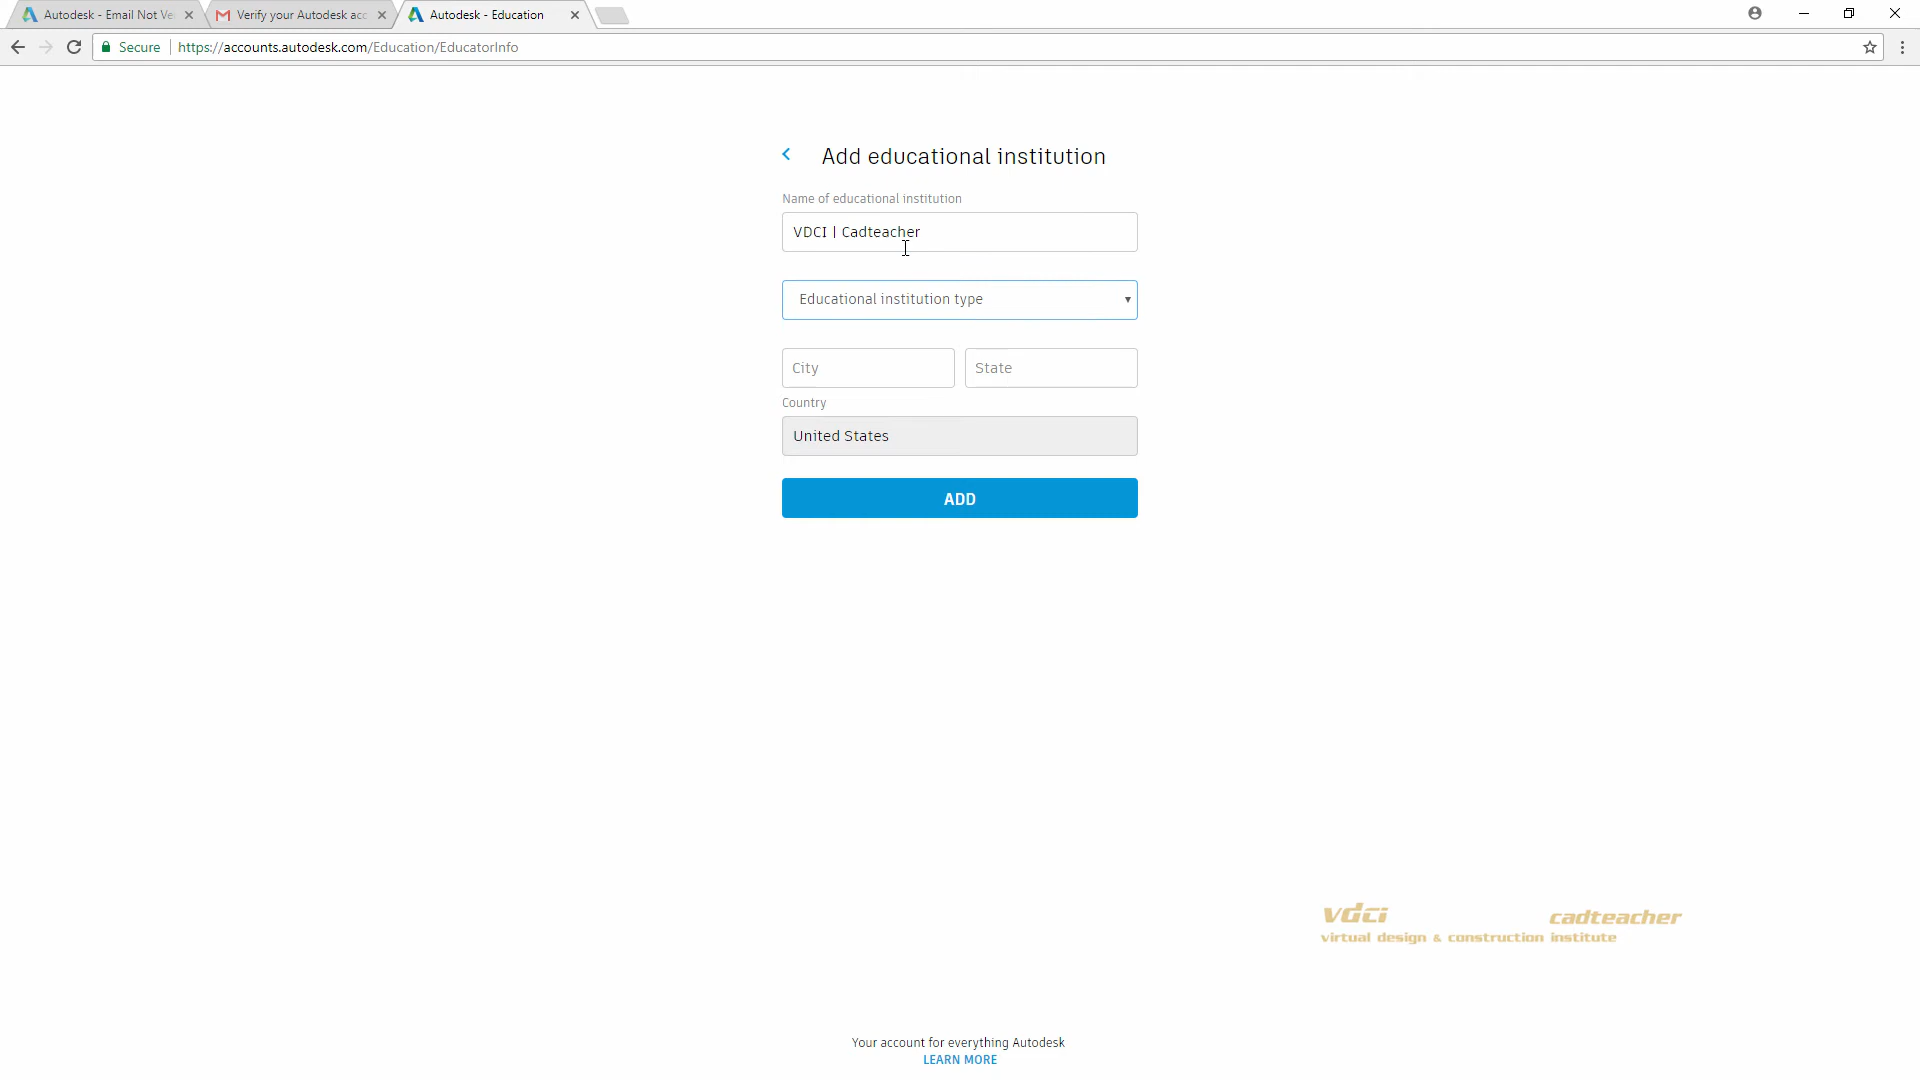 Autodesk - Email Not Ve
Verify your Autodesk acc
Autodesk - Education
Secure
https://accounts.autodesk.com/Education/EducatorInfo
Add educational institution
Name of educational institution
VDCI | Cadteacher
Educational institution type
City
State
Country
United States
ADD
vdci
cadteacher
virtual design & construction institute
Your account for everything Autodesk
LEARN MORE